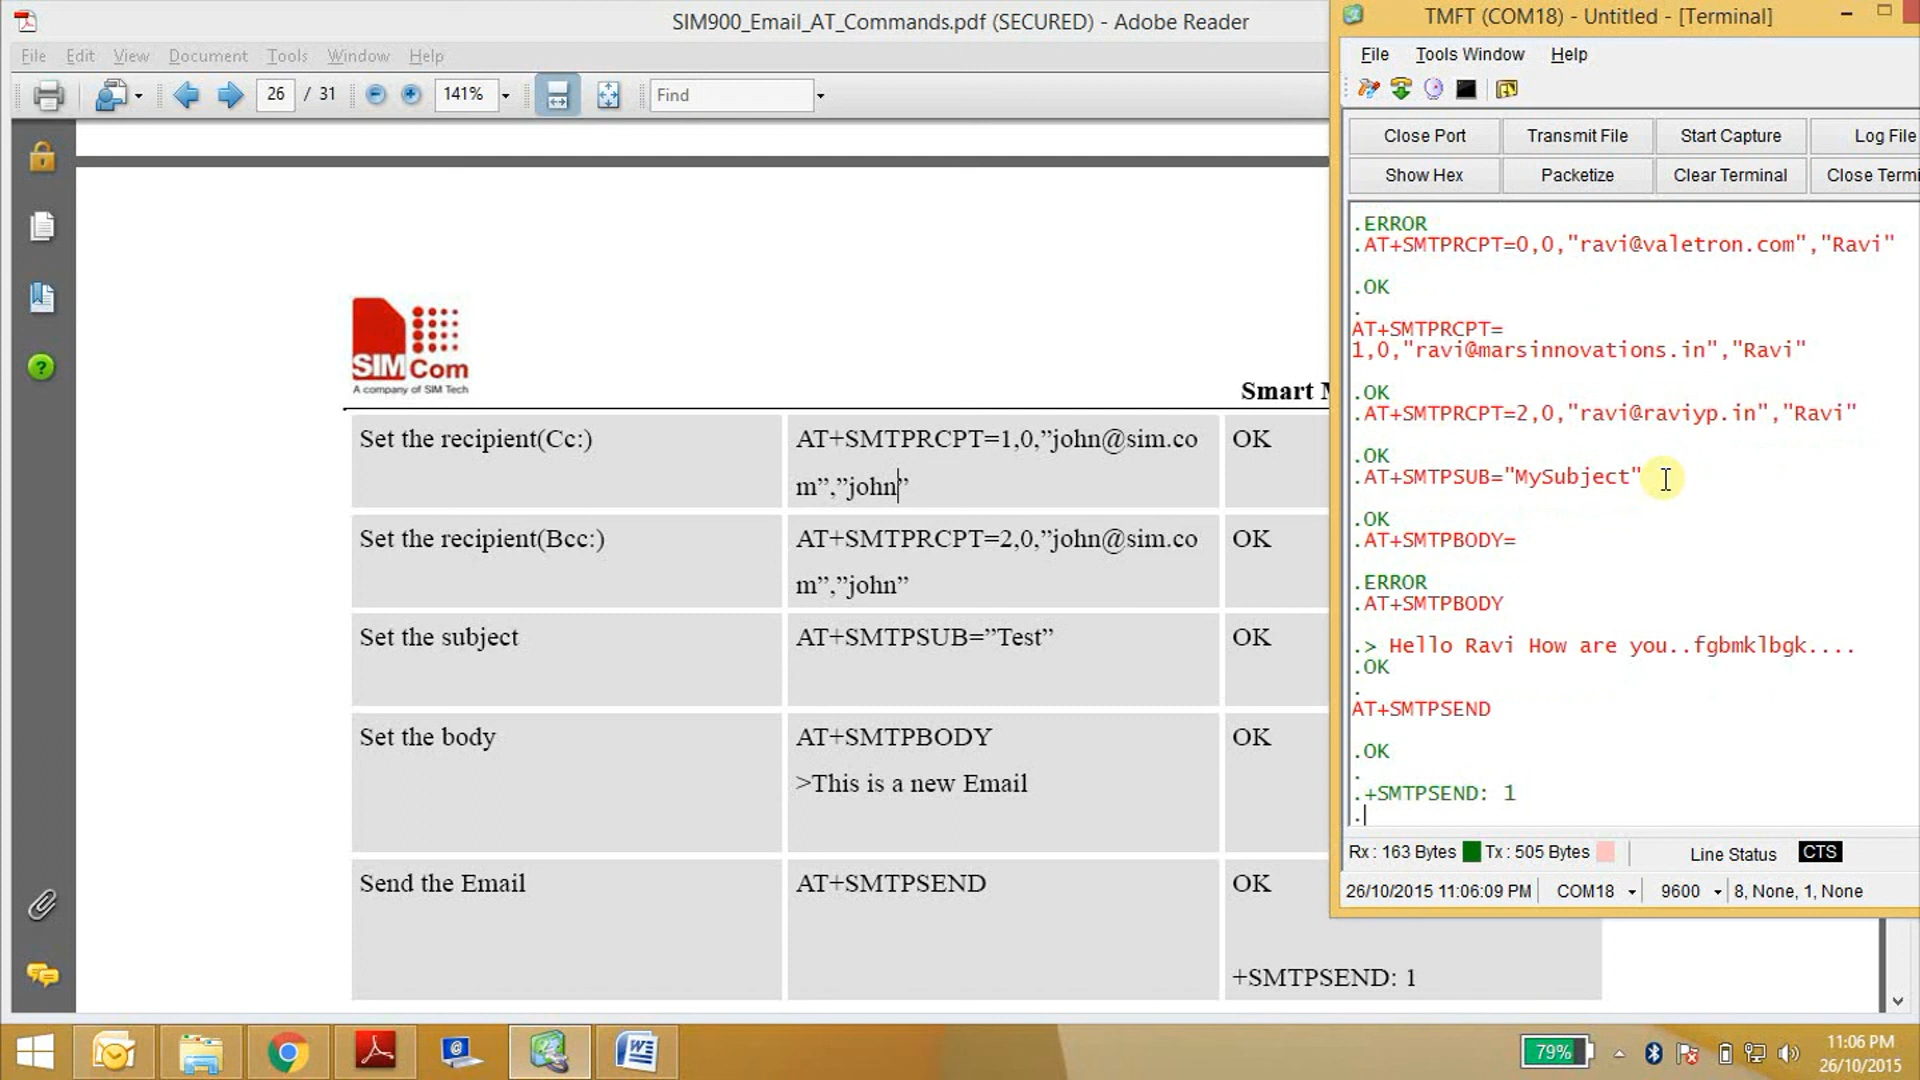 SIM900_Email_AT_Commands.pdf (SECURED) - Adobe Reader
File Edit View Document Tools Window Help
26 / 31 141% Find
SIMCom
A company of SIM Tech
Smart M
Set the recipient(Cc:) AT+SMTPRCPT=1,0,”john@sim.co OK
m”,”john”
Set the recipient(Bcc:) AT+SMTPRCPT=2,0,”john@sim.co OK
m”,”john”
Set the subject AT+SMTPSUB=”Test” OK
Set the body AT+SMTPBODY OK
>This is a new Email
Send the Email AT+SMTPSEND OK
+SMTPSEND: 1
TMFT (COM18) - Untitled - [Terminal]
File Tools Window Help
Close Port Transmit File Start Capture Log File
Show Hex Packetize Clear Terminal Close Termi
.ERROR
.AT+SMTPRCPT=0,0,"ravi@valetron.com","Ravi"
.OK
.
AT+SMTPRCPT=
1,0,"ravi@marsinnovations.in","Ravi"
.OK
.AT+SMTPRCPT=2,0,"ravi@raviyp.in","Ravi"
.OK
.AT+SMTPSUB="MySubject"
.OK
.AT+SMTPBODY=
.ERROR
.AT+SMTPBODY
.> Hello Ravi How are you..fgbmklbgk....
.OK
.
AT+SMTPSEND
.OK
.
.+SMTPSEND: 1
.
Rx : 163 Bytes Tx : 505 Bytes Line Status CTS
26/10/2015 11:06:09 PM COM18 9600 8, None, 1, None
79% 11:06 PM
26/10/2015